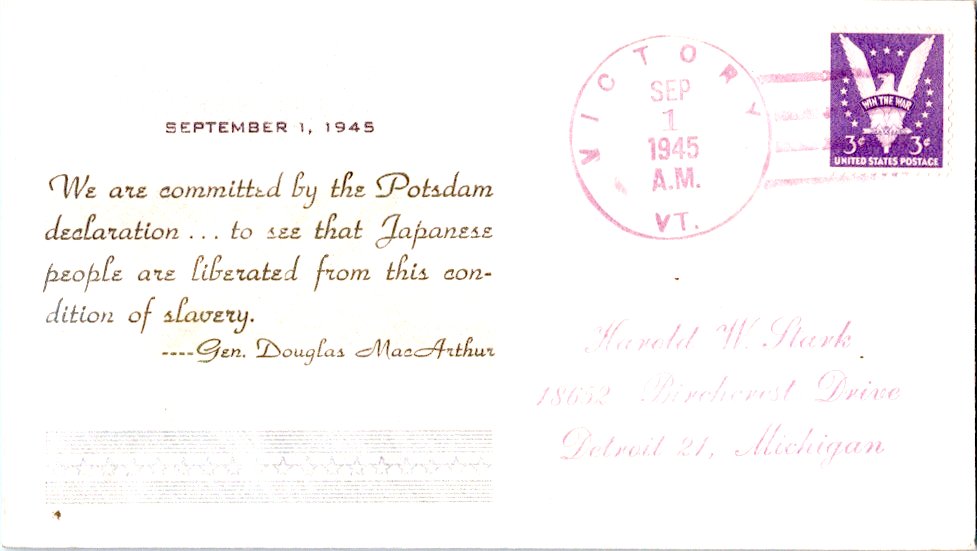 SEPTEMBER 1, 1945
We are committed by the Potsdam
declaration ... to see that Japanese
people are liberated from this con-
dition of slavery.
----Gen. Douglas MacArthur
VICTORY
SEP
1
1945
A.M.
VT.
WIN THE WAR
3¢ 3¢
UNITED STATES POSTAGE
Harold W. Stark
18652 Birchcrest Drive
Detroit 21, Michigan